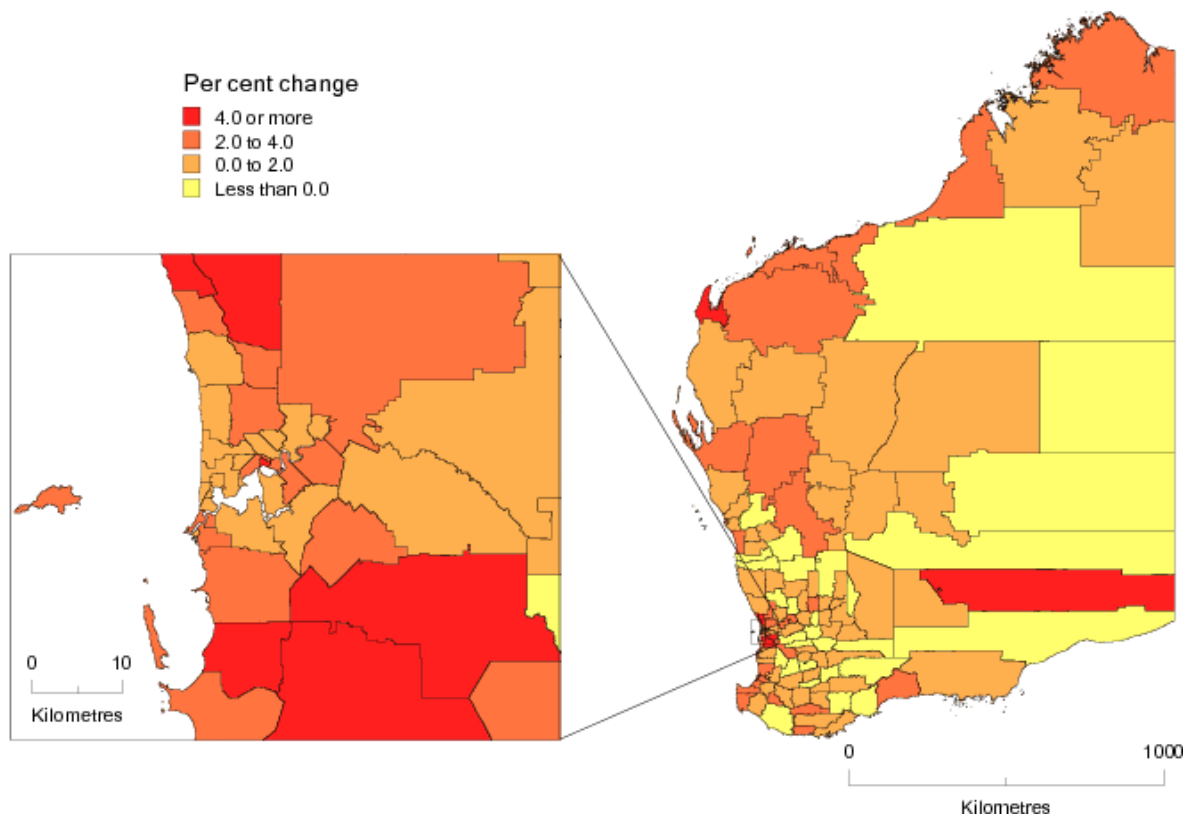 Per cent change
4.0 or more
2.0 to 4.0
0.0 to 2.0
Less than 0.0
0 10
Kilometres
0 1000
Kilometres